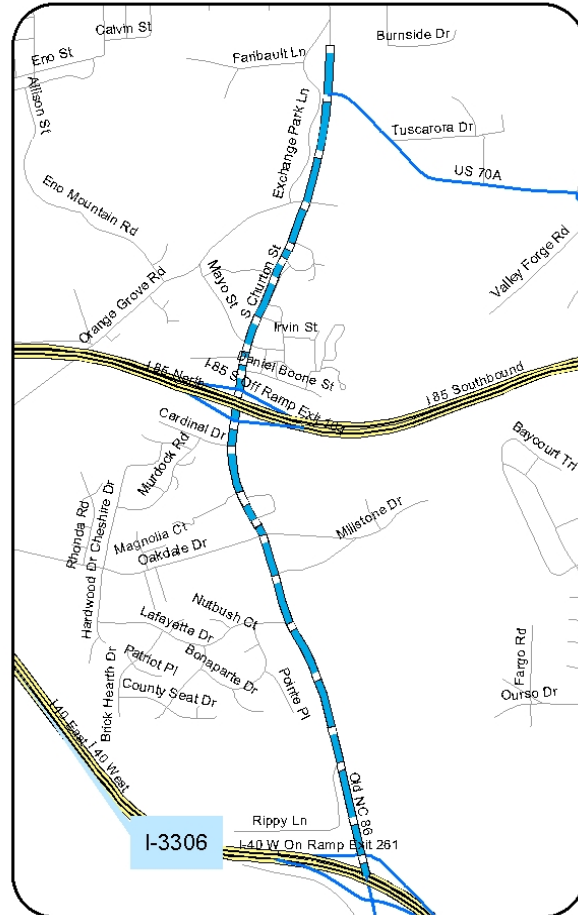 Calvin St
Burnside Dr
Eno St
Faribault Ln
Allison St
Exchange Park Ln
Tuscarora Dr
US 70A
Eno Mountain Rd
Valley Forge Rd
Mayo St
S Churton St
Orange Grove Rd
Irvin St
Daniel Boone St
I-85 North
I-85 S Off Ramp Exit
I-85 Southbound
Cardinal Dr
Baycourt Trl
Murdock Rd
Rhonda Rd
Cheshire Dr
Millstone Dr
Magnolia Ct
Oakdale Dr
Hardwood Dr
Nutbush Ct
Lafayette Dr
Fargo Rd
Patriot Pl
Bonaparte Dr
Pointe Pl
County Seat Dr
Ourso Dr
Brick Hearth Dr
I-40 East
I-40 West
Old NC 86
Rippy Ln
I-3306
I-40 W On Ramp Exit 261